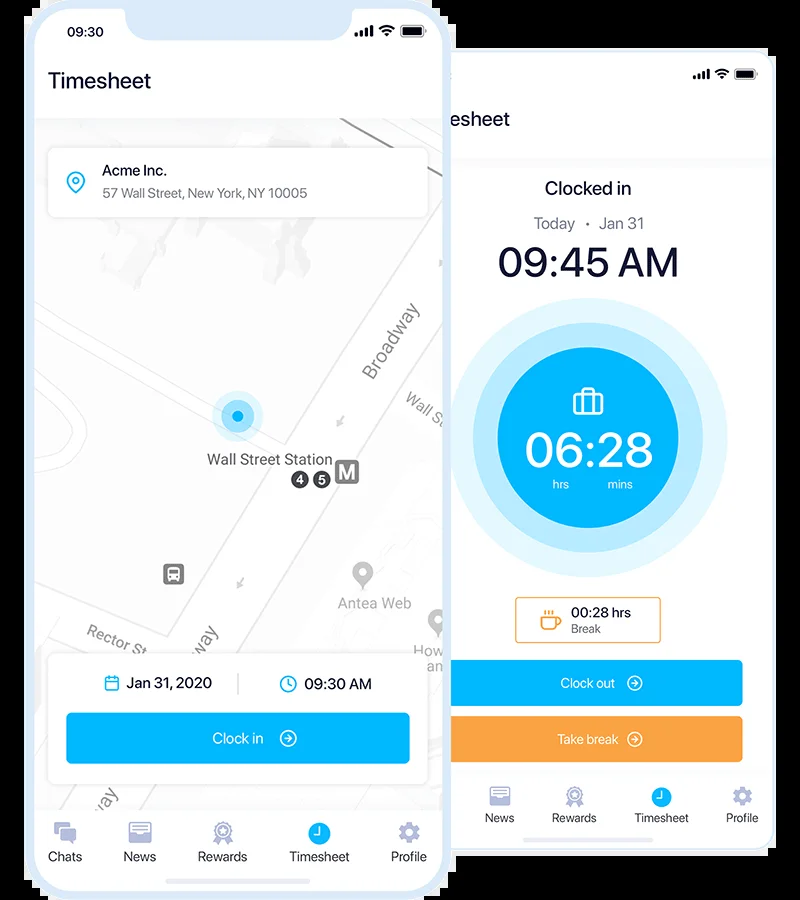 09:30
Timesheet
Acme Inc.
57 Wall Street, New York, NY 10005
Broadway
Wall S
Wall Street Station
M
4 5
Antea Web
How
an
Rector St
way
Jan 31, 2020
09:30 AM
Clock in
way
Chats
News
Rewards
Timesheet
Profile
esheet
Clocked in
Today • Jan 31
09:45 AM
06:28
hrs mins
00:28 hrs
Break
Clock out
Take break
News
Rewards
Timesheet
Profile